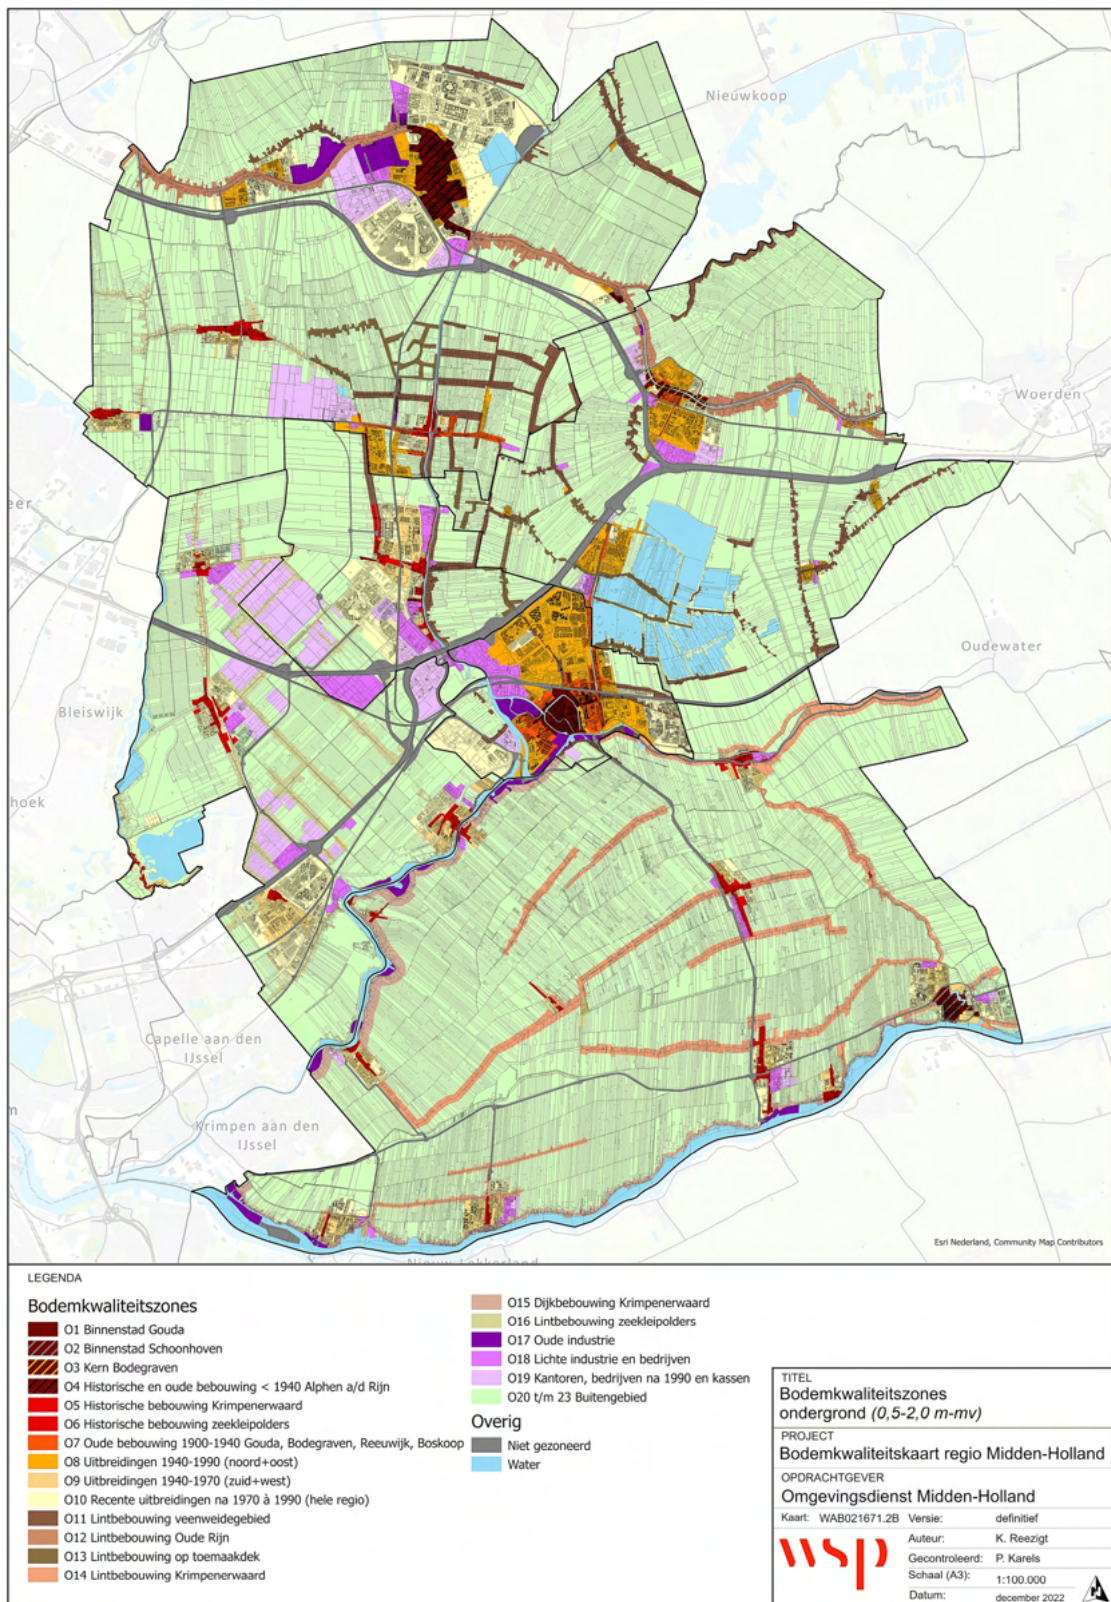 Nieuwkoop
Woerden
eer
Oudewater
Bleiswijk
hoek
Capelle aan den
IJssel
m
Krimpen aan den
IJssel
Nieuw-Lekkerland
Esri Nederland, Community Map Contributors
LEGENDA
Bodemkwaliteitszones
O1 Binnenstad Gouda
O2 Binnenstad Schoonhoven
O3 Kern Bodegraven
O4 Historische en oude bebouwing < 1940 Alphen a/d Rijn
O5 Historische bebouwing Krimpenerwaard
O6 Historische bebouwing zeekleipolders
O7 Oude bebouwing 1900-1940 Gouda, Bodegraven, Reeuwijk, Boskoop
O8 Uitbreidingen 1940-1990 (noord+oost)
O9 Uitbreidingen 1940-1970 (zuid+west)
O10 Recente uitbreidingen na 1970 à 1990 (hele regio)
O11 Lintbebouwing veenweidegebied
O12 Lintbebouwing Oude Rijn
O13 Lintbebouwing op toemaakdek
O14 Lintbebouwing Krimpenerwaard
O15 Dijkbebouwing Krimpenerwaard
O16 Lintbebouwing zeekleipolders
O17 Oude industrie
O18 Lichte industrie en bedrijven
O19 Kantoren, bedrijven na 1990 en kassen
O20 t/m 23 Buitengebied
Overig
Niet gezoneerd
Water
TITEL
Bodemkwaliteitszones
ondergrond (0,5-2,0 m-mv)
PROJECT
Bodemkwaliteitskaart regio Midden-Holland
OPDRACHTGEVER
Omgevingsdienst Midden-Holland
Kaart: WAB021671.2B Versie: definitief
Auteur: K. Reezigt
Gecontroleerd: P. Karels
Schaal (A3): 1:100.000
Datum: december 2022
wsp